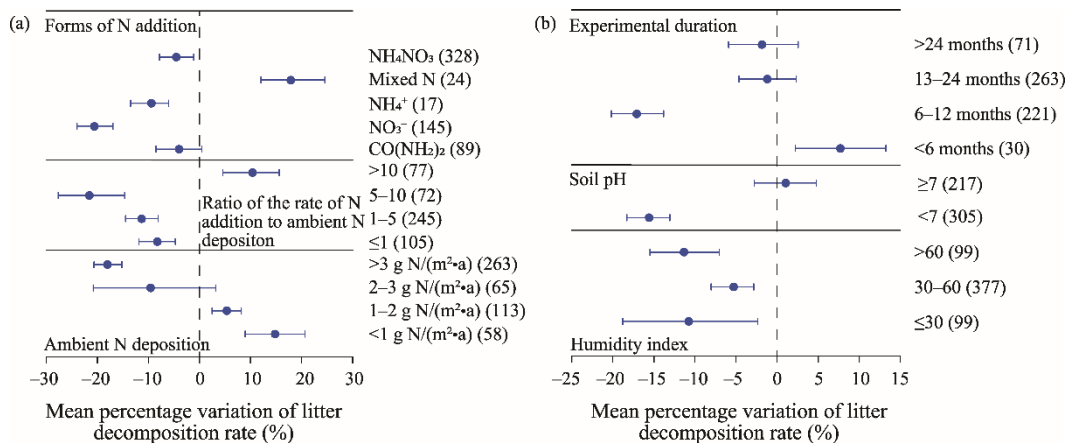 (a)
Forms of N addition
NH₄NO₃ (328)
Mixed N (24)
NH₄⁺ (17)
NO₃⁻ (145)
CO(NH₂)₂ (89)
>10 (77)
5–10 (72)
Ratio of the rate of N
addition to ambient N
depositon
1–5 (245)
≤1 (105)
>3 g N/(m²•a) (263)
2–3 g N/(m²•a) (65)
1–2 g N/(m²•a) (113)
<1 g N/(m²•a) (58)
Ambient N deposition
−30 −20 −10 0 10 20 30
Mean percentage variation of litter
decomposition rate (%)
(b)
Experimental duration
>24 months (71)
13–24 months (263)
6–12 months (221)
<6 months (30)
Soil pH
≥7 (217)
<7 (305)
>60 (99)
30–60 (377)
≤30 (99)
Humidity index
−25 −20 −15 −10 −5 0 5 10 15
Mean percentage variation of litter
decomposition rate (%)